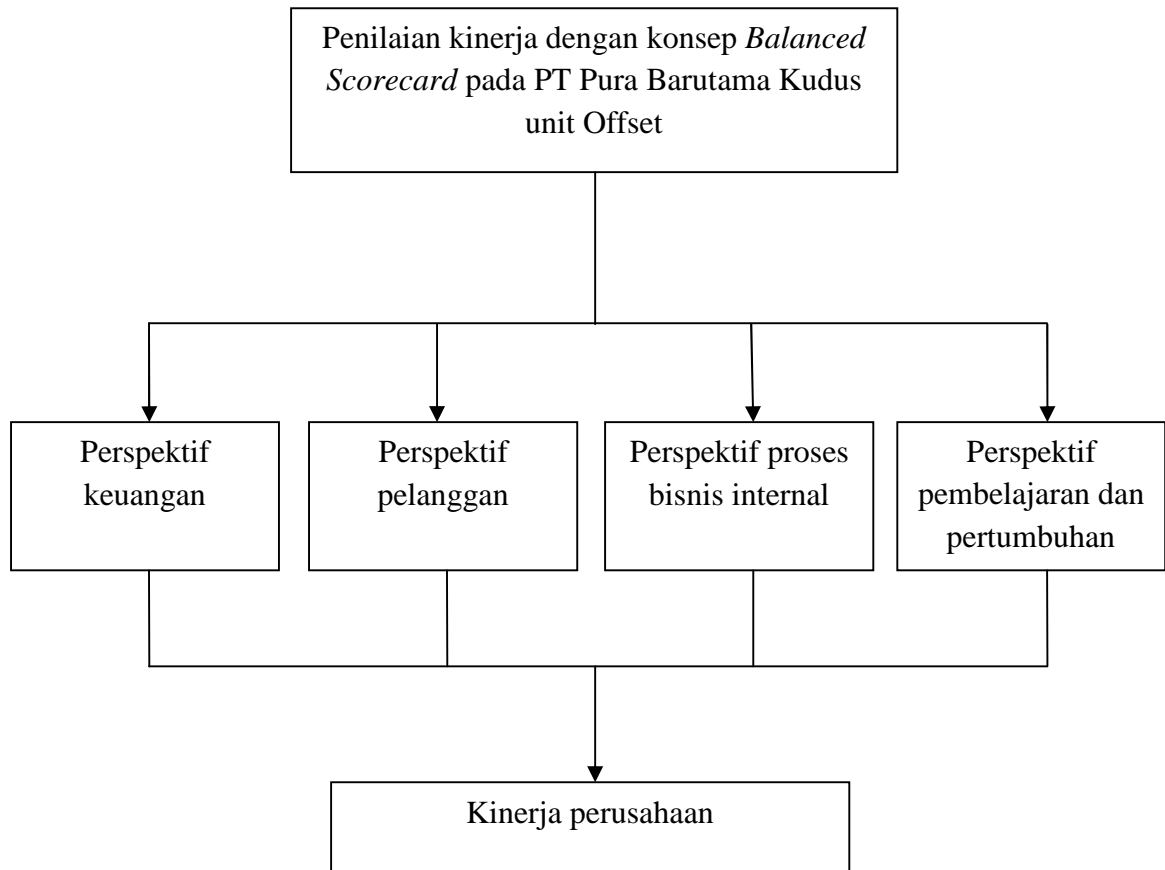 Penilaian kinerja dengan konsep Balanced
Scorecard pada PT Pura Barutama Kudus
unit Offset
Perspektif
keuangan
Perspektif
pelanggan
Perspektif proses
bisnis internal
Perspektif
pembelajaran dan
pertumbuhan
Kinerja perusahaan